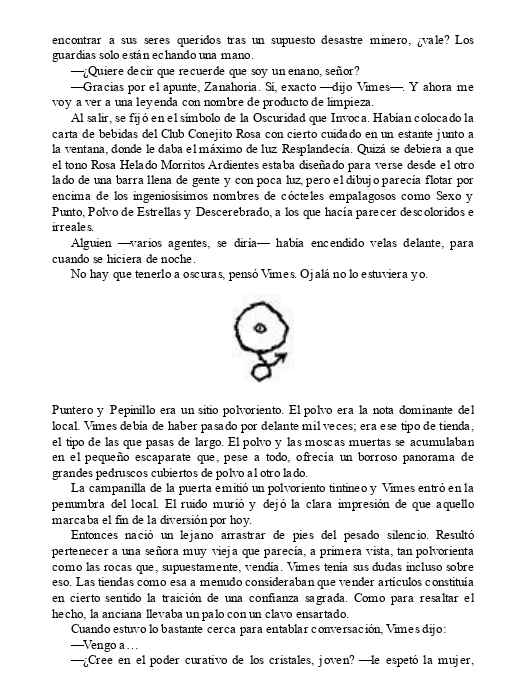 encontrar a sus seres queridos tras un supuesto desastre minero, ¿vale? Los
guardias solo están echando una mano.
—¿Quiere decir que recuerde que soy un enano, señor?
—Gracias por el apunte, Zanahoria. Sí, exacto —dijo Vimes—. Y ahora me
voy a ver a una leyenda con nombre de producto de limpieza.
Al salir, se fijó en el símbolo de la Oscuridad que Invoca. Habían colocado la
carta de bebidas del Club Conejito Rosa con cierto cuidado en un estante junto a
la ventana, donde le daba el máximo de luz. Resplandecía. Quizá se debiera a que
el tono Rosa Helado Morritos Ardientes estaba diseñado para verse desde el otro
lado de una barra llena de gente y con poca luz, pero el dibujo parecía flotar por
encima de los ingeniosísimos nombres de cócteles empalagosos como Sexo y
Punto, Polvo de Estrellas y Descerebrado, a los que hacía parecer descoloridos e
irreales.
Alguien —varios agentes, se diría— había encendido velas delante, para
cuando se hiciera de noche.
No hay que tenerlo a oscuras, pensó Vimes. Ojalá no lo estuviera yo.
Puntero y Pepinillo era un sitio polvoriento. El polvo era la nota dominante del
local. Vimes debía de haber pasado por delante mil veces; era ese tipo de tienda,
el tipo de las que pasas de largo. El polvo y las moscas muertas se acumulaban
en el pequeño escaparate que, pese a todo, ofrecía un borroso panorama de
grandes pedruscos cubiertos de polvo al otro lado.
La campanilla de la puerta emitió un polvoriento tintineo y Vimes entró en la
penumbra del local. El ruido murió y dejó la clara impresión de que aquello
marcaba el fin de la diversión por hoy.
Entonces nació un lejano arrastrar de pies del pesado silencio. Resultó
pertenecer a una señora muy vieja que parecía, a primera vista, tan polvorienta
como las rocas que, supuestamente, vendía. Vimes tenía sus dudas incluso sobre
eso. Las tiendas como esa a menudo consideraban que vender artículos constituía
en cierto sentido la traición de una confianza sagrada. Como para resaltar el
hecho, la anciana llevaba un palo con un clavo ensartado.
Cuando estuvo lo bastante cerca para entablar conversación, Vimes dijo:
—Vengo a…
—¿Cree en el poder curativo de los cristales, joven? —le espetó la mujer,